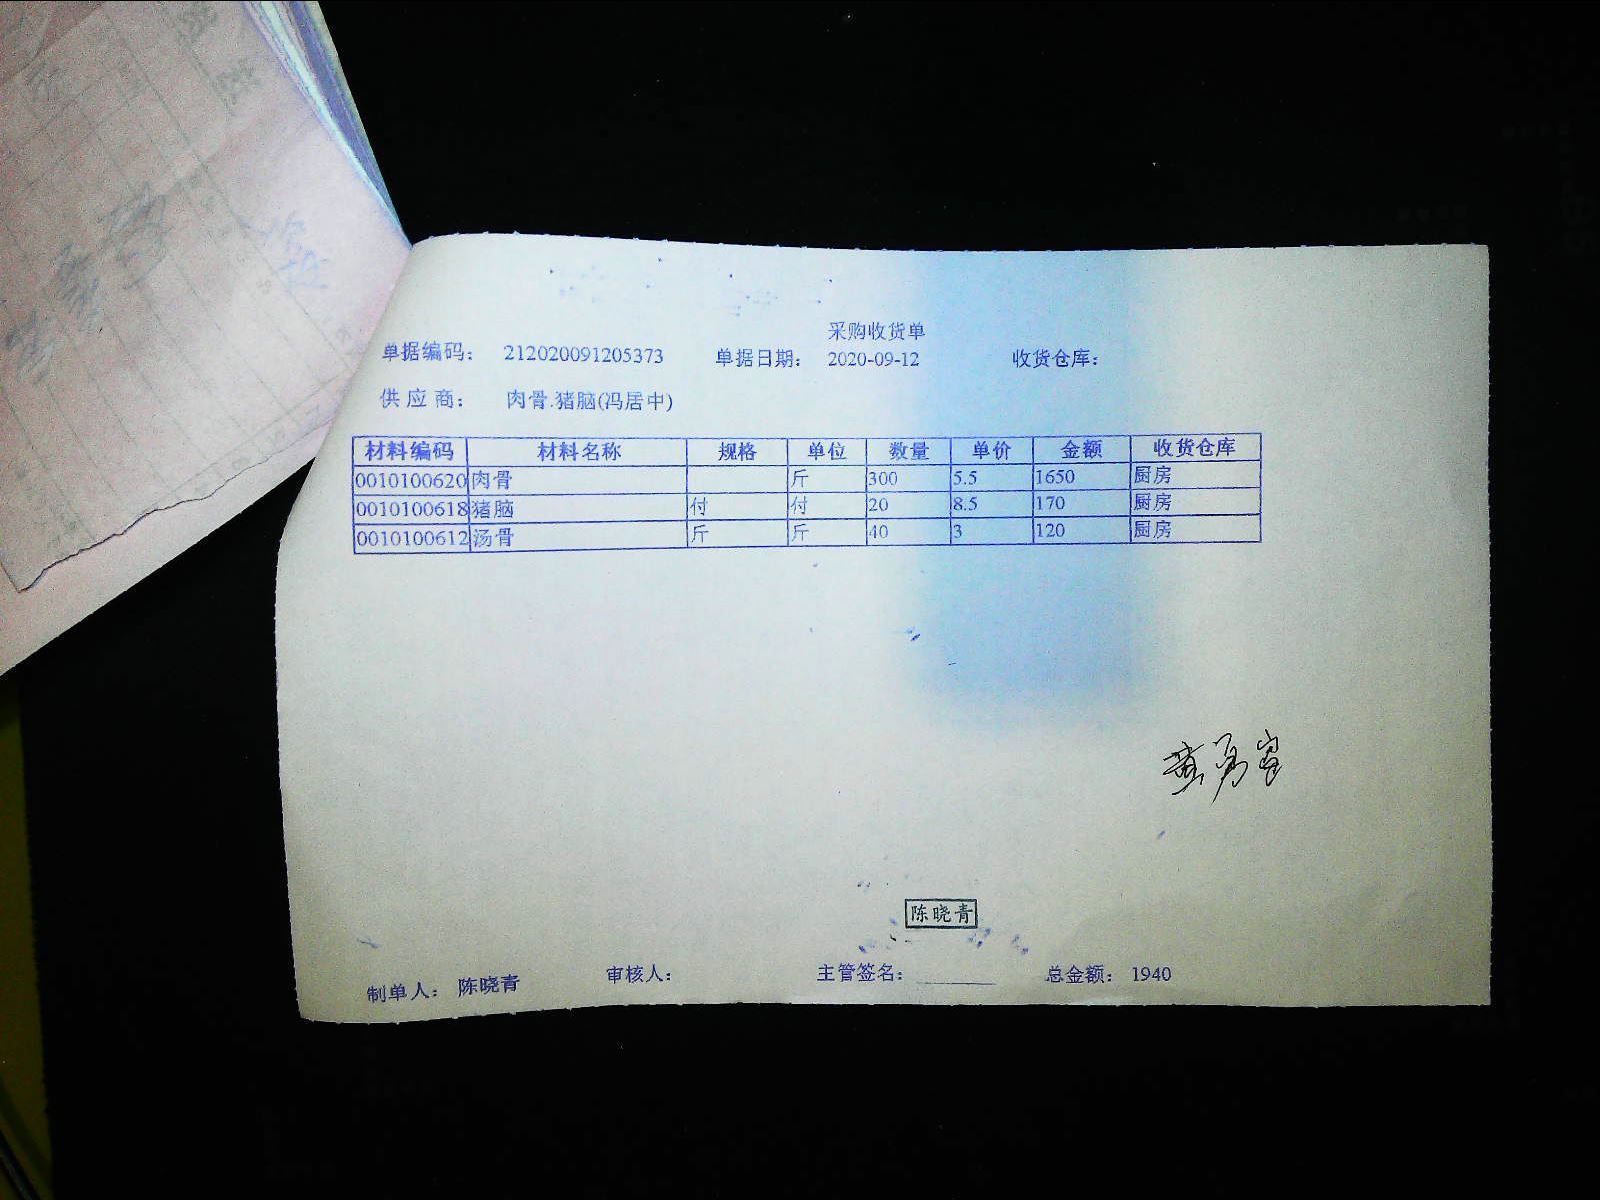 采购收货单
单据编码： 212020091205373 单据日期： 2020-09-12 收货仓库：
供应商： 肉骨.猪脑(冯居中)
材料编码 材料名称 规格 单位 数量 单价 金额 收货仓库
0010100620 肉骨 斤 300 5.5 1650 厨房
0010100618 猪脑 付 付 20 8.5 170 厨房
0010100612 汤骨 斤 斤 40 3 120 厨房
陈晓青
制单人： 陈晓青 审核人： 主管签名： 总金额： 1940